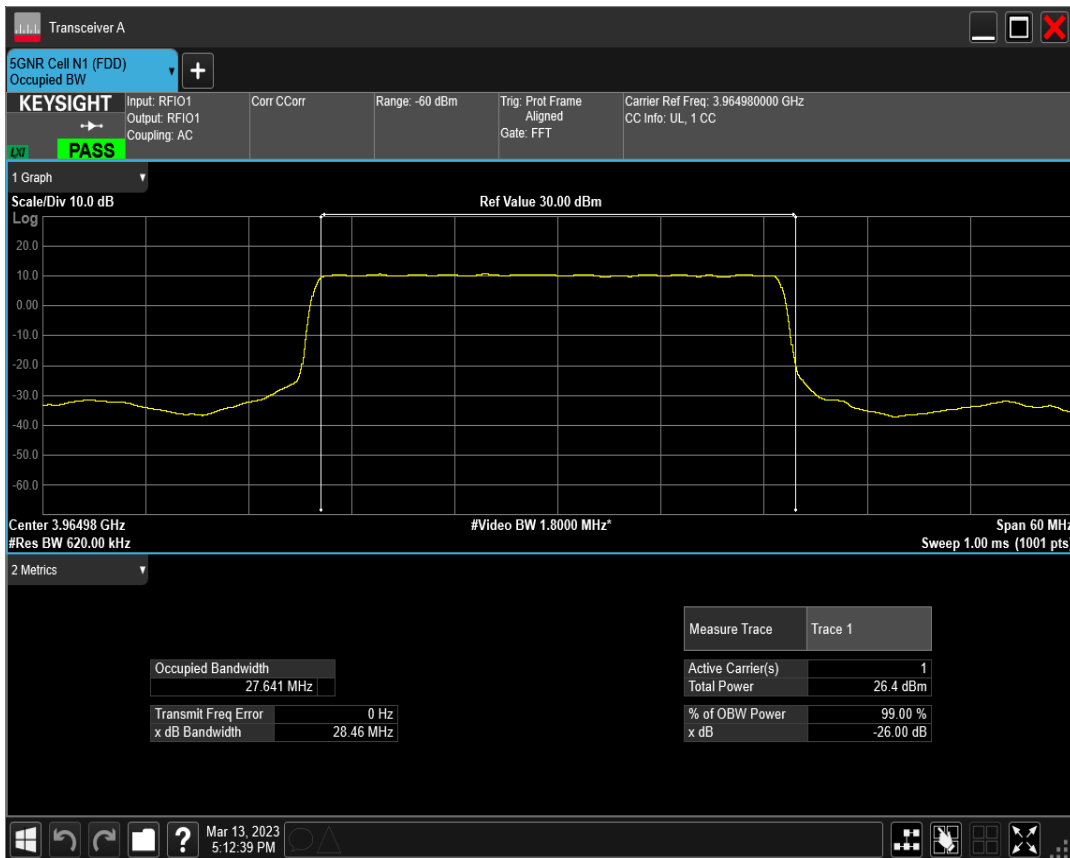 Transceiver A
5GNR Cell N1 (FDD)
Occupied BW
+
KEYSIGHT
LXI
PASS
Input: RFIO1
Output: RFIO1
Coupling: AC
Corr CCorr
Range: -60 dBm
Trig: Prot Frame
Aligned
Gate: FFT
Carrier Ref Freq: 3.964980000 GHz
CC Info: UL, 1 CC
1 Graph
Scale/Div 10.0 dB
Ref Value 30.00 dBm
Log
20.0
10.0
0.00
-10.0
-20.0
-30.0
-40.0
-50.0
-60.0
Center 3.96498 GHz
#Video BW 1.8000 MHz*
Span 60 MHz
#Res BW 620.00 kHz
Sweep 1.00 ms (1001 pts)
2 Metrics
Measure Trace Trace 1
Occupied Bandwidth
27.641 MHz
Active Carrier(s) 1
Total Power 26.4 dBm
Transmit Freq Error 0 Hz
x dB Bandwidth 28.46 MHz
% of OBW Power 99.00 %
x dB -26.00 dB
?
Mar 13, 2023
5:12:39 PM